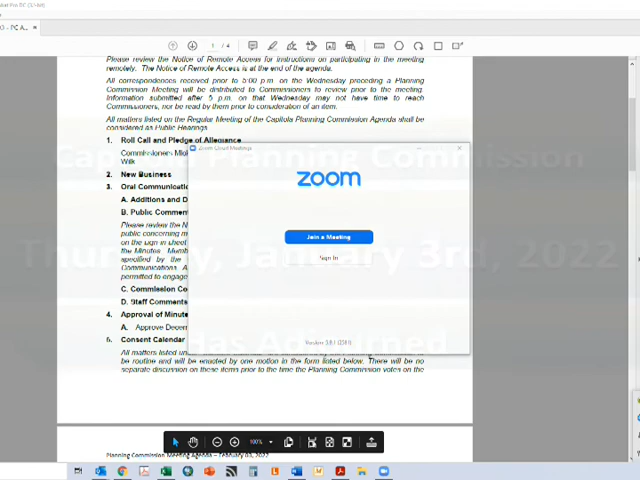 1 / 4
Please review the Notice of Remote Access for instructions on participating in the meeting
remotely. The Notice of Remote Access is at the end of the agenda.
All correspondences received prior to 5:00 p.m. on the Wednesday preceding a Planning
Commission Meeting will be distributed to Commissioners to review prior to the meeting.
Information submitted after 5 p.m. on that Wednesday may not have time to reach
Commissioners, nor be read by them prior to consideration of an item.
All matters listed on the Regular Meeting of the Capitola Planning Commission Agenda shall be
considered as Public Hearings.
1. Roll Call and Pledge of Allegiance
Commissioners
Wilk
2. New Business
3. Oral Communicatio
A. Additions and D
B. Public Commen
Please review the N
public concerning m
on the sign in sheet
the Minutes. Memb
specified by the
Communications. A
permitted to engage
C. Commission Co
D. Staff Comments
4. Approval of Minute
A. Approve Decem
5. Consent Calendar
All matters listed und
be routine and will be enacted by one motion in the form listed below. There will be no
separate discussion on these items prior to the time the Planning Commission votes on the
Zoom Cloud Meetings
zoom
Join a Meeting
Sign In
Planning Commission
Thursday, January 3rd, 2022
Has Adjourned
100%
Planning Commission Meeting Agenda – February 03, 2022